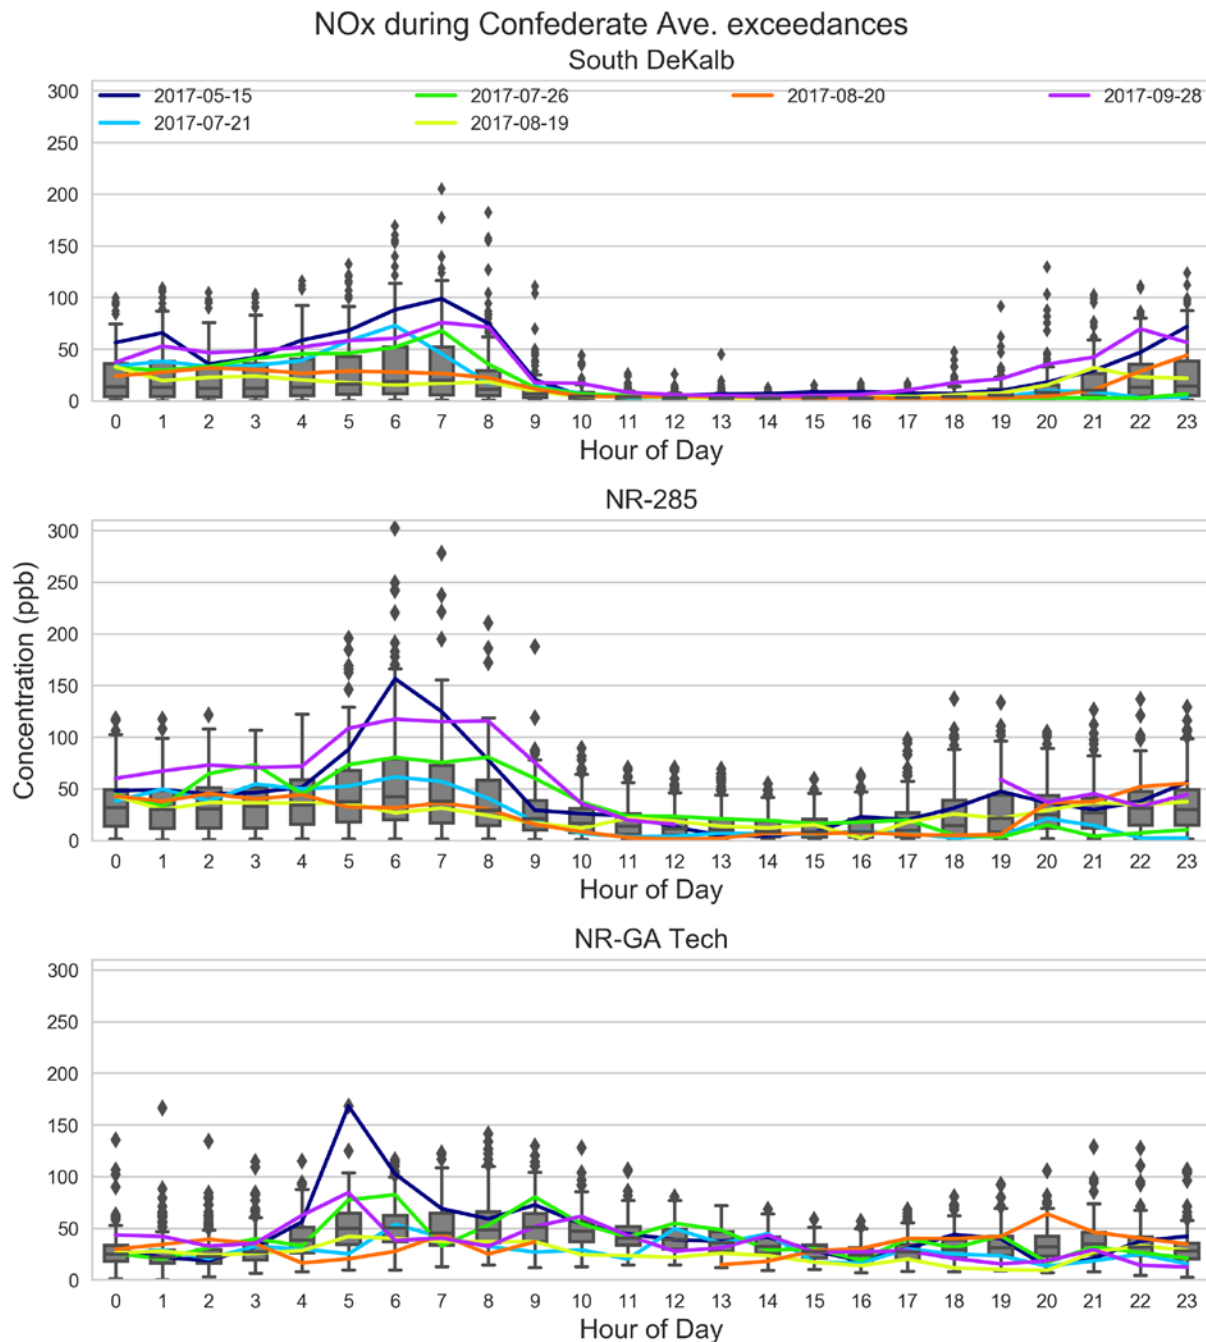 NOx during Confederate Ave. exceedances
South DeKalb
2017-05-15 2017-07-26 2017-08-20 2017-09-28
2017-07-21 2017-08-19
300
250
200
150
100
50
0
0 1 2 3 4 5 6 7 8 9 10 11 12 13 14 15 16 17 18 19 20 21 22 23
Hour of Day
NR-285
Concentration (ppb)
300
250
200
150
100
50
0
0 1 2 3 4 5 6 7 8 9 10 11 12 13 14 15 16 17 18 19 20 21 22 23
Hour of Day
NR-GA Tech
300
250
200
150
100
50
0
0 1 2 3 4 5 6 7 8 9 10 11 12 13 14 15 16 17 18 19 20 21 22 23
Hour of Day